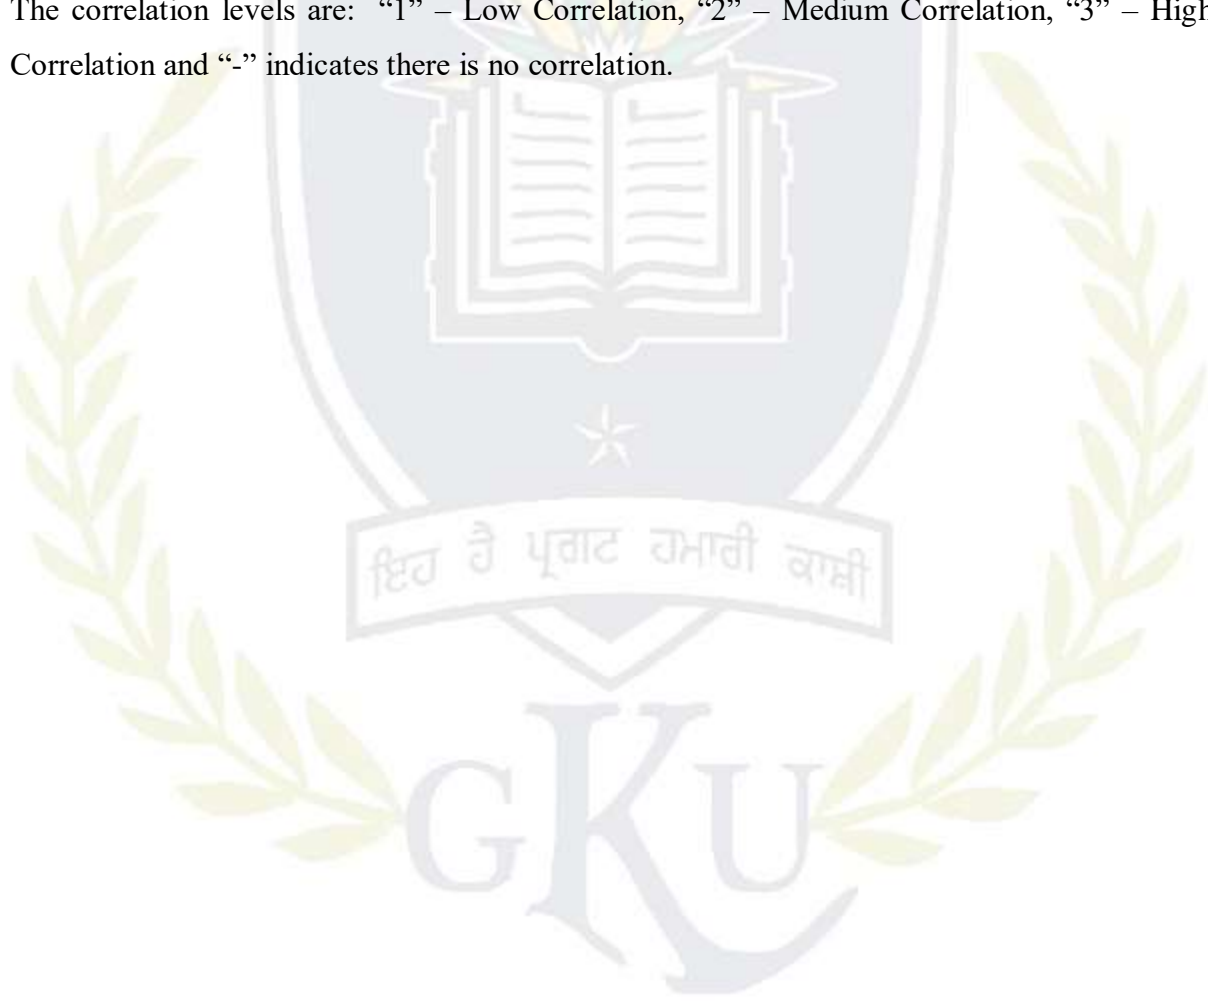 The correlation levels are: “1” – Low Correlation, “2” – Medium Correlation, “3” – High
Correlation and “-” indicates there is no correlation.
ਇਹ ਹੈ ਪ੍ਰਗਟ ਹਮਾਰੀ ਕਾਸ਼ੀ
GKU